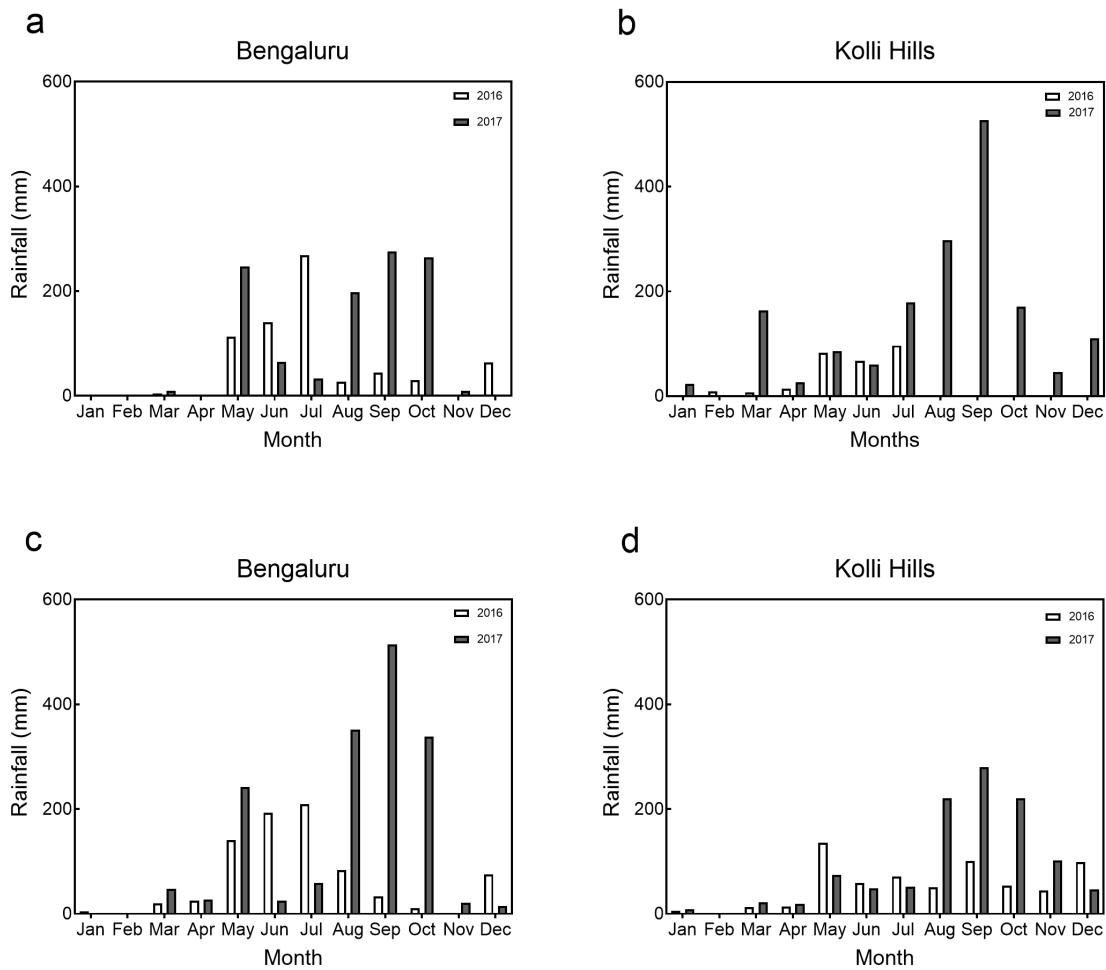 a
Bengaluru
600
400
200
0
Rainfall (mm)
2016
2017
Jan Feb Mar Apr May Jun Jul Aug Sep Oct Nov Dec
Month
b
Kolli Hills
600
400
200
0
Rainfall (mm)
2016
2017
Jan Feb Mar Apr May Jun Jul Aug Sep Oct Nov Dec
Months
c
Bengaluru
600
400
200
0
Rainfall (mm)
2016
2017
Jan Feb Mar Apr May Jun Jul Aug Sep Oct Nov Dec
Month
d
Kolli Hills
600
400
200
0
Rainfall (mm)
2016
2017
Jan Feb Mar Apr May Jun Jul Aug Sep Oct Nov Dec
Month